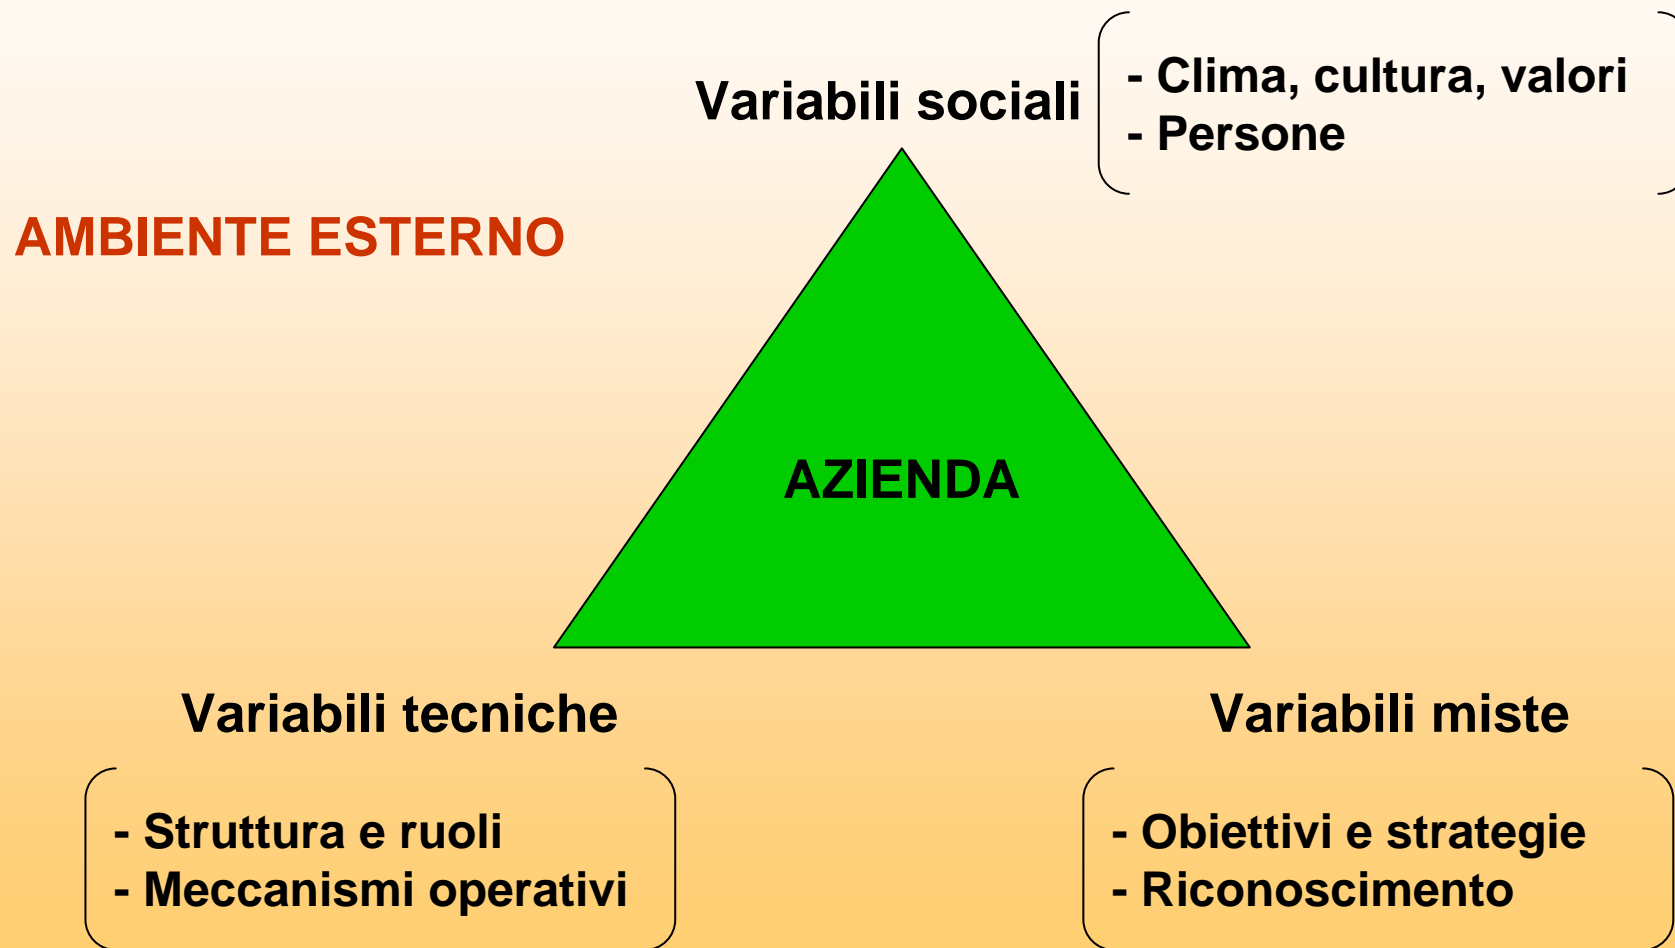 Variabili sociali
- Clima, cultura, valori
- Persone
AMBIENTE ESTERNO
AZIENDA
Variabili tecniche
- Struttura e ruoli
- Meccanismi operativi
Variabili miste
- Obiettivi e strategie
- Riconoscimento